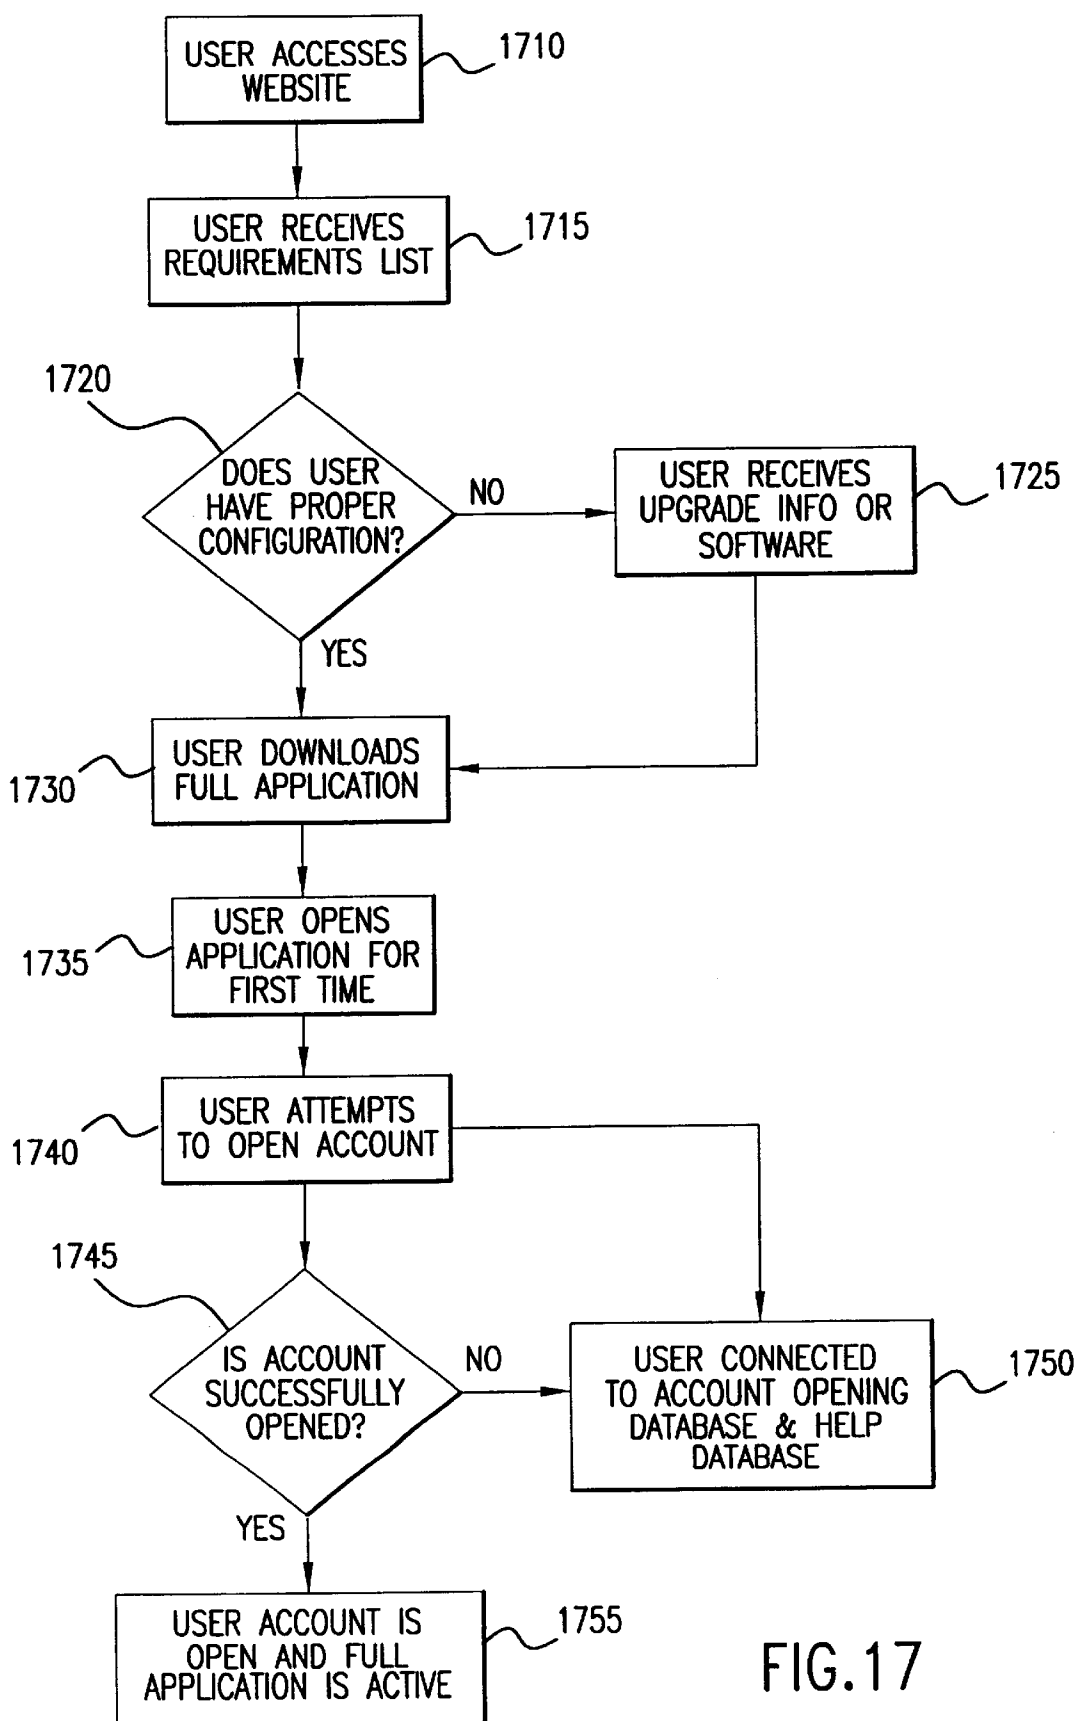 USER ACCESSES
WEBSITE
1710
USER RECEIVES
REQUIREMENTS LIST
1715
1720
DOES USER
HAVE PROPER
CONFIGURATION?
NO
USER RECEIVES
UPGRADE INFO OR
SOFTWARE
1725
YES
USER DOWNLOADS
FULL APPLICATION
1730
USER OPENS
APPLICATION FOR
FIRST TIME
1735
USER ATTEMPTS
TO OPEN ACCOUNT
1740
1745
IS ACCOUNT
SUCCESSFULLY
OPENED?
NO
USER CONNECTED
TO ACCOUNT OPENING
DATABASE & HELP
DATABASE
1750
YES
USER ACCOUNT IS
OPEN AND FULL
APPLICATION IS ACTIVE
1755
FIG.17